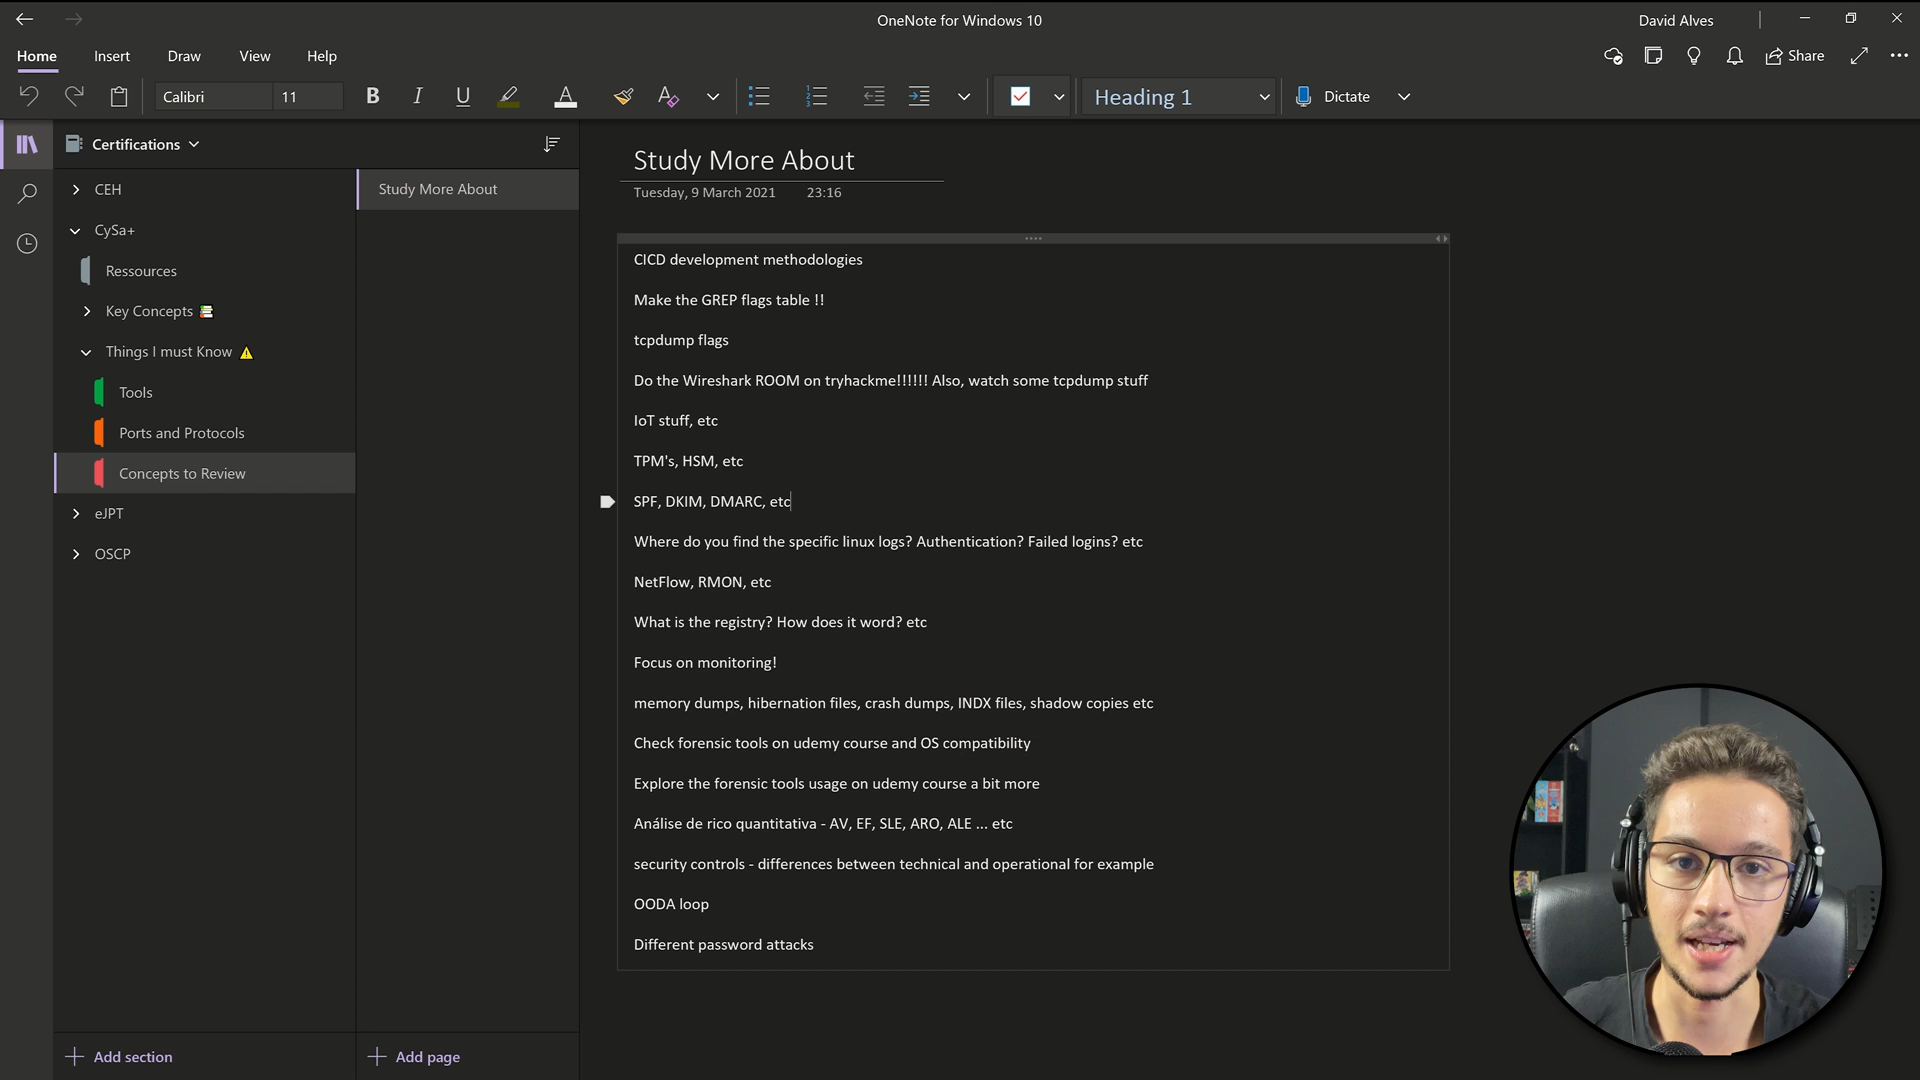 OneNote for Windows 10
David Alves
Home
Insert
Draw
View
Help
Share
Calibri
11
B
I
U
A
A
Heading 1
Dictate
Certifications
CEH
CySa+
Ressources
Key Concepts
Things I must Know
Tools
Ports and Protocols
Concepts to Review
eJPT
OSCP
Add section
Study More About
Add page
Study More About
Tuesday, 9 March 2021 23:16
CICD development methodologies
Make the GREP flags table !!
tcpdump flags
Do the Wireshark ROOM on tryhackme!!!!!! Also, watch some tcpdump stuff
IoT stuff, etc
TPM's, HSM, etc
SPF, DKIM, DMARC, etc
Where do you find the specific linux logs? Authentication? Failed logins? etc
NetFlow, RMON, etc
What is the registry? How does it word? etc
Focus on monitoring!
memory dumps, hibernation files, crash dumps, INDX files, shadow copies etc
Check forensic tools on udemy course and OS compatibility
Explore the forensic tools usage on udemy course a bit more
Análise de rico quantitativa - AV, EF, SLE, ARO, ALE ... etc
security controls - differences between technical and operational for example
OODA loop
Different password attacks